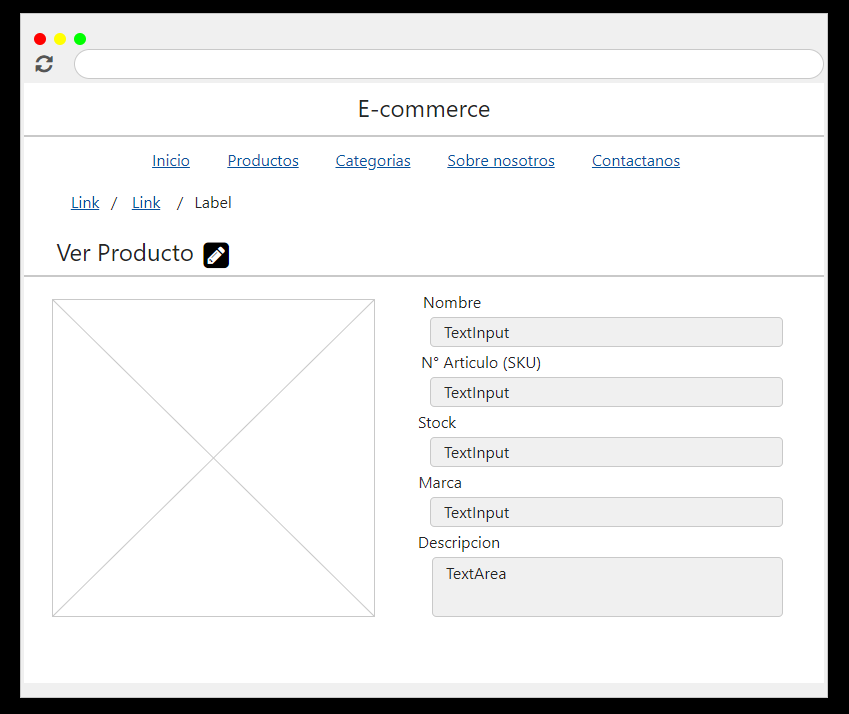 E-commerce
Inicio Productos Categorias Sobre nosotros Contactanos
Link / Link / Label
Ver Producto
Nombre
TextInput
N° Articulo (SKU)
TextInput
Stock
TextInput
Marca
TextInput
Descripcion
TextArea